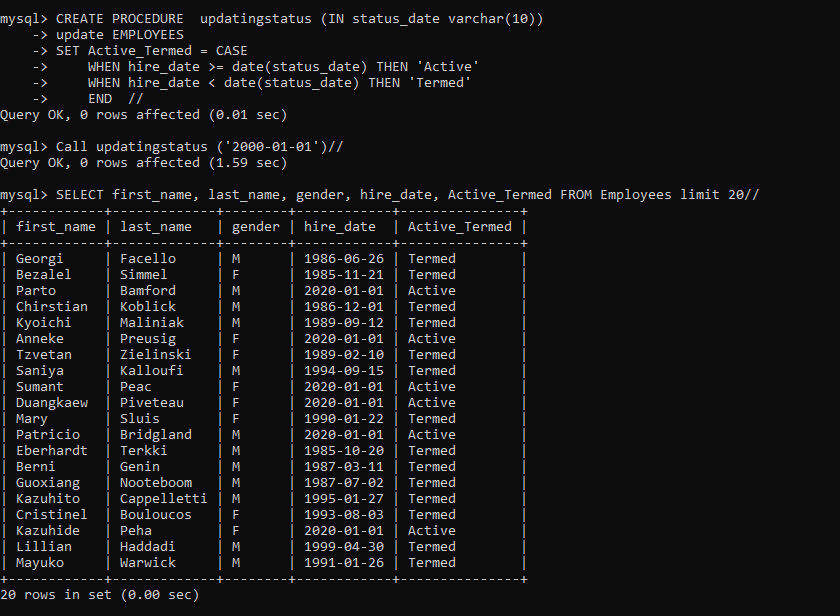 mysql> CREATE PROCEDURE  updatingstatus (IN status_date varchar(10))
    -> update EMPLOYEES
    -> SET Active_Termed = CASE
    ->     WHEN hire_date >= date(status_date) THEN 'Active'
    ->     WHEN hire_date < date(status_date) THEN 'Termed'
    ->     END  //
Query OK, 0 rows affected (0.01 sec)

mysql> Call updatingstatus ('2000-01-01')//
Query OK, 0 rows affected (1.59 sec)

mysql> SELECT first_name, last_name, gender, hire_date, Active_Termed FROM Employees limit 20//
+------------+-------------+--------+------------+---------------+
| first_name | last_name   | gender | hire_date  | Active_Termed |
+------------+-------------+--------+------------+---------------+
| Georgi     | Facello     | M      | 1986-06-26 | Termed        |
| Bezalel    | Simmel      | F      | 1985-11-21 | Termed        |
| Parto      | Bamford     | M      | 2020-01-01 | Active        |
| Chirstian  | Koblick     | M      | 1986-12-01 | Termed        |
| Kyoichi    | Maliniak    | M      | 1989-09-12 | Termed        |
| Anneke     | Preusig     | F      | 2020-01-01 | Active        |
| Tzvetan    | Zielinski   | F      | 1989-02-10 | Termed        |
| Saniya     | Kalloufi    | M      | 1994-09-15 | Termed        |
| Sumant     | Peac        | F      | 2020-01-01 | Active        |
| Duangkaew  | Piveteau    | F      | 2020-01-01 | Active        |
| Mary       | Sluis       | F      | 1990-01-22 | Termed        |
| Patricio   | Bridgland   | M      | 2020-01-01 | Active        |
| Eberhardt  | Terkki      | M      | 1985-10-20 | Termed        |
| Berni      | Genin       | M      | 1987-03-11 | Termed        |
| Guoxiang   | Nooteboom   | M      | 1987-07-02 | Termed        |
| Kazuhito   | Cappelletti | M      | 1995-01-27 | Termed        |
| Cristinel  | Bouloucos   | F      | 1993-08-03 | Termed        |
| Kazuhide   | Peha        | F      | 2020-01-01 | Active        |
| Lillian    | Haddadi     | M      | 1999-04-30 | Termed        |
| Mayuko     | Warwick     | M      | 1991-01-26 | Termed        |
+------------+-------------+--------+------------+---------------+
20 rows in set (0.00 sec)